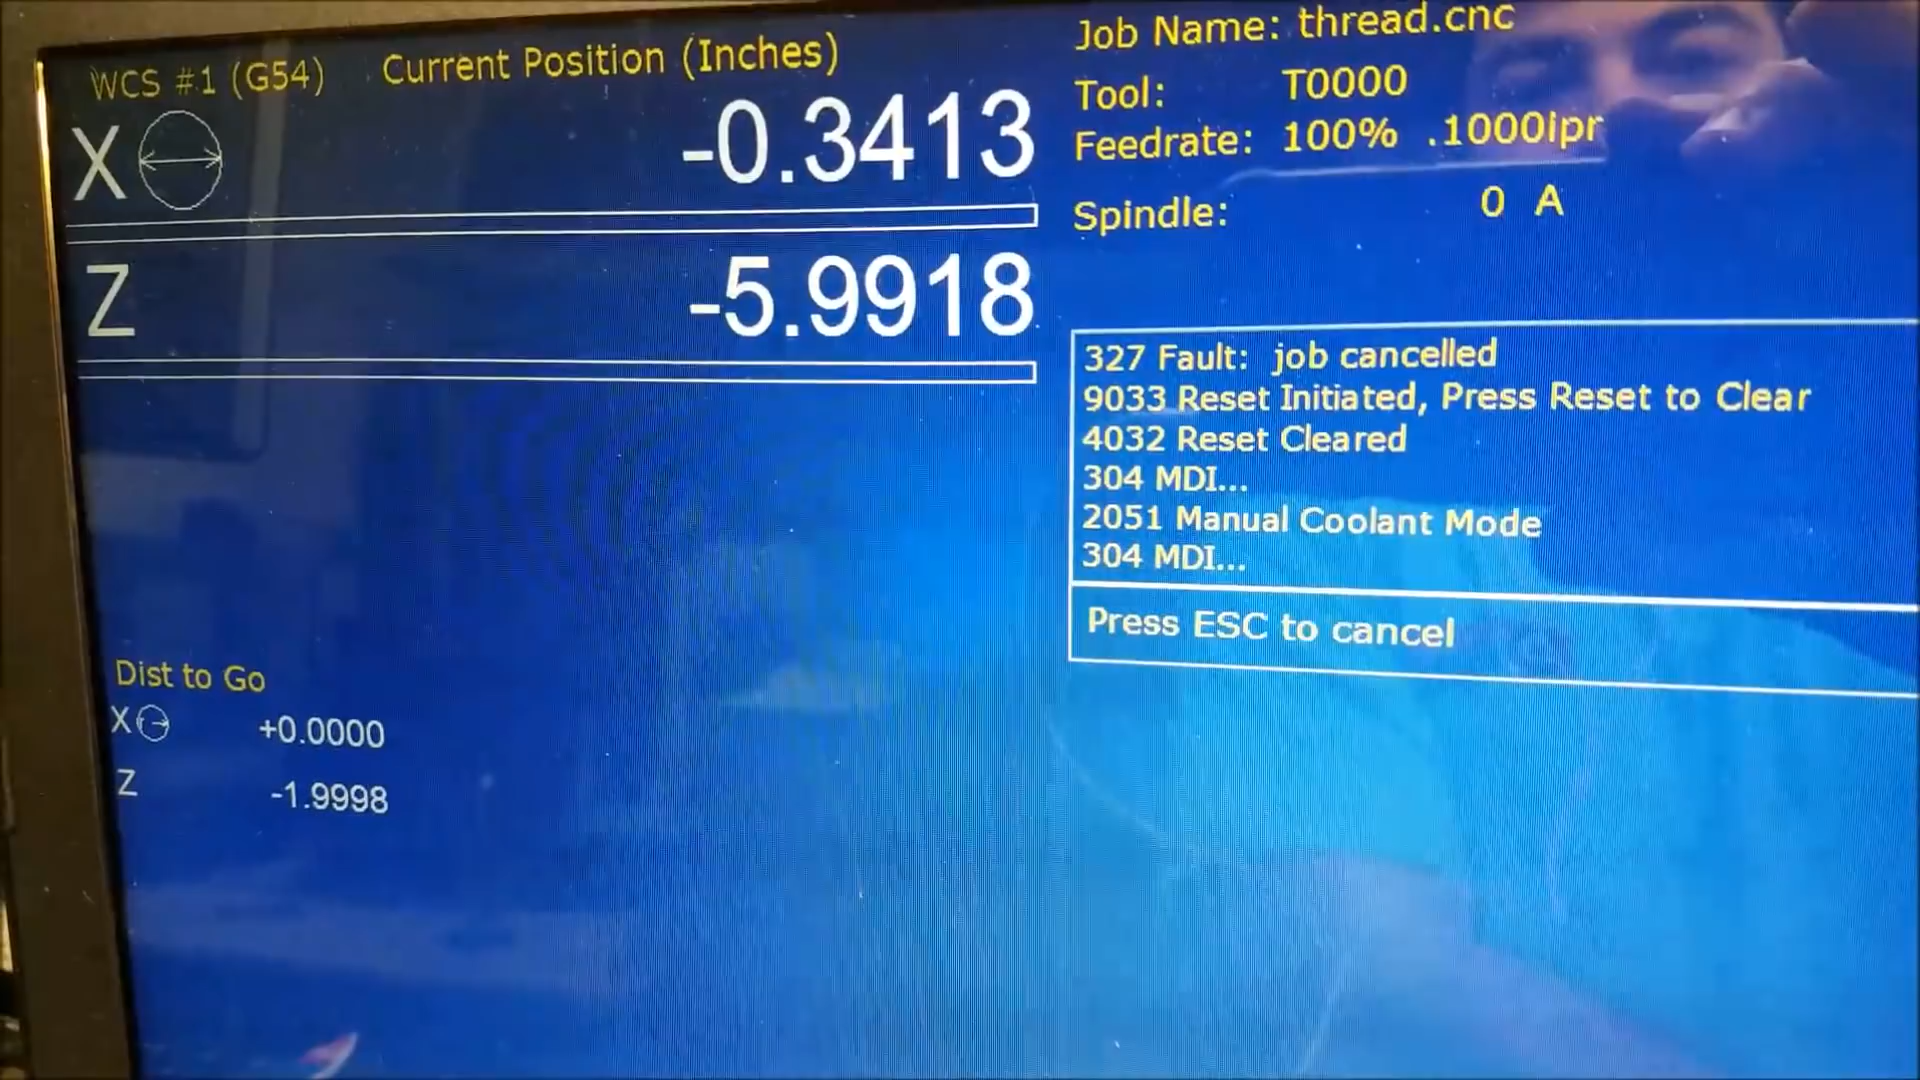 WCS #1 (G54) Current Position (Inches)
X -0.3413
Z -5.9918
Job Name: thread.cnc
Tool: T0000
Feedrate: 100% .1000ipr
Spindle: 0 A
327 Fault: job cancelled
9033 Reset Initiated, Press Reset to Clear
4032 Reset Cleared
304 MDI...
2051 Manual Coolant Mode
304 MDI...
Press ESC to cancel
Dist to Go
X +0.0000
Z -1.9998